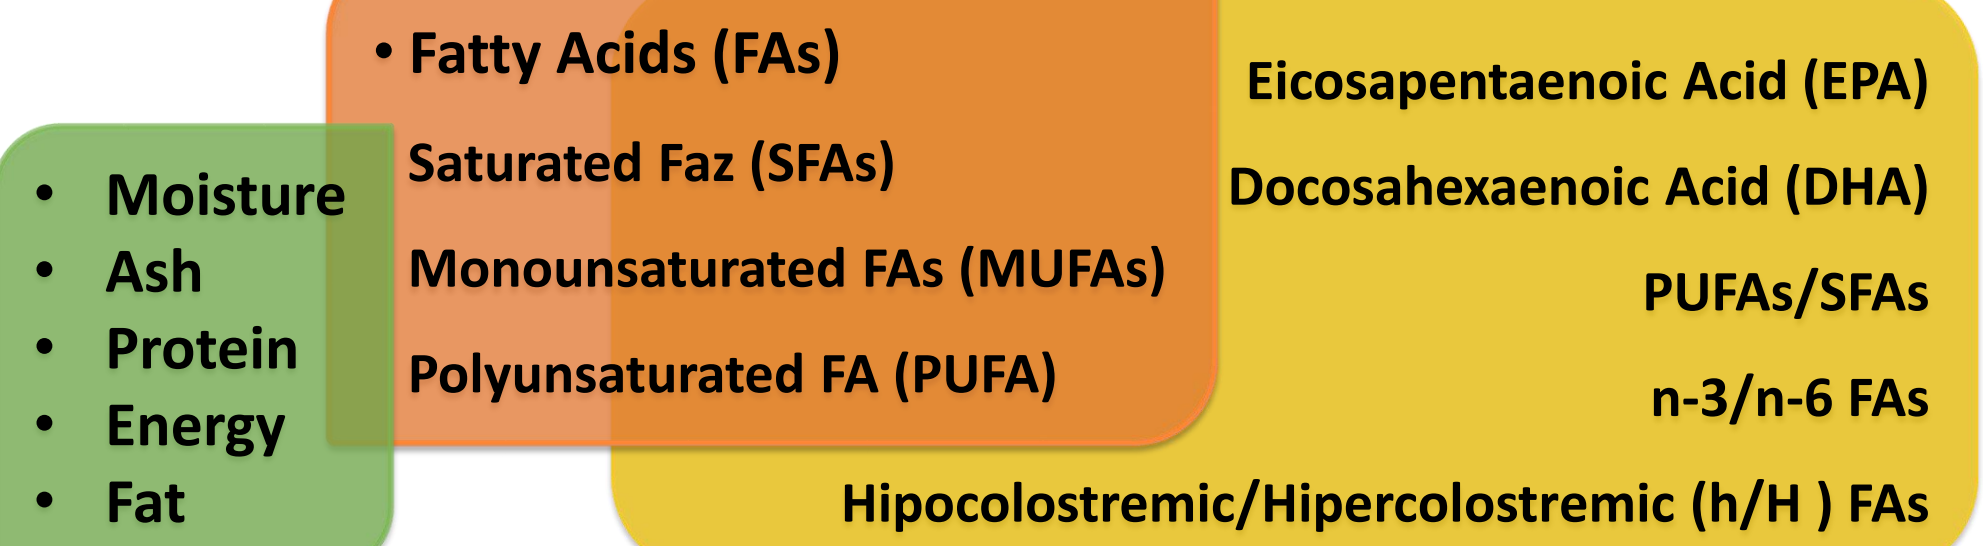 • Moisture
• Ash
• Protein
• Energy
• Fat
• Fatty Acids (FAs)
Saturated Faz (SFAs)
Monounsaturated FAs (MUFAs)
Polyunsaturated FA (PUFA)
Eicosapentaenoic Acid (EPA)
Docosahexaenoic Acid (DHA)
PUFAs/SFAs
n-3/n-6 FAs
Hipocolostremic/Hipercolostremic (h/H ) FAs